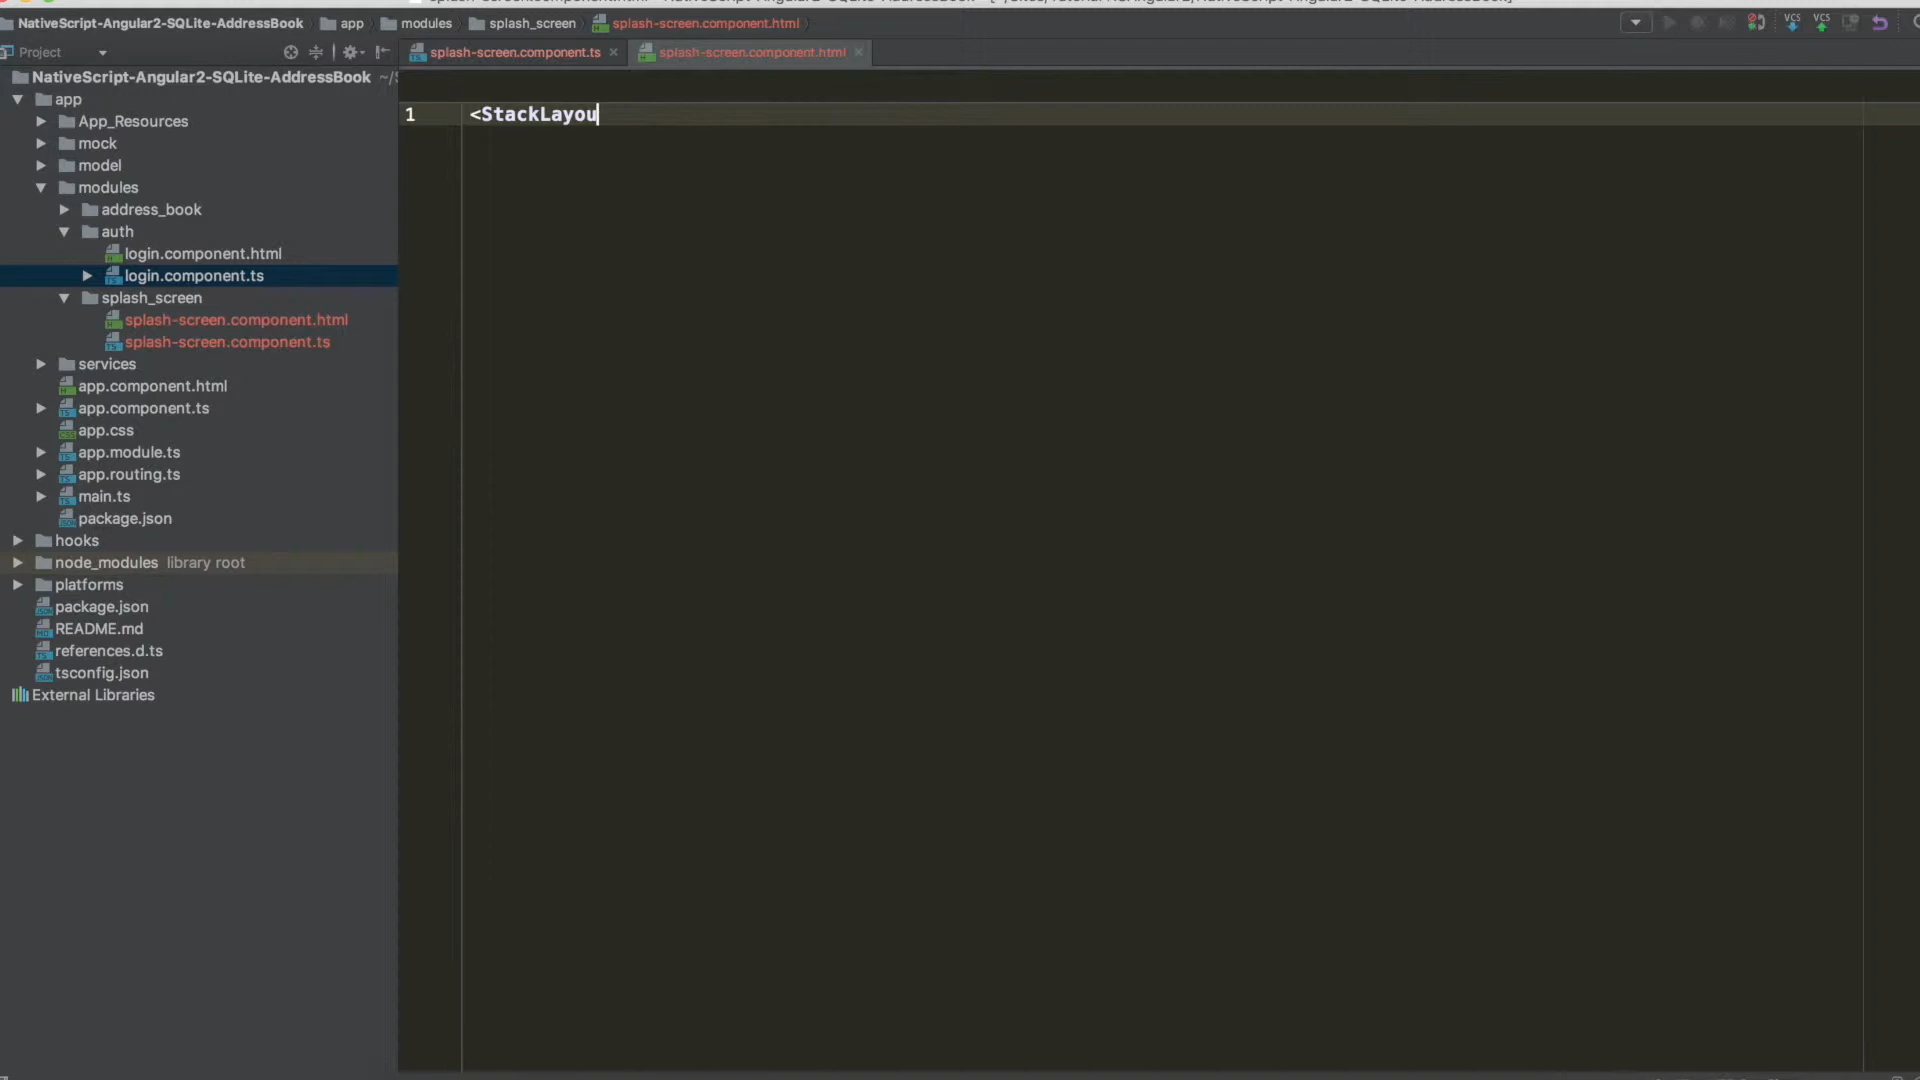 NativeScript-Angular2-SQLite-AddressBook app modules splash_screen splash-screen.component.html
VCS VCS
Project
splash-screen.component.ts splash-screen.component.html
NativeScript-Angular2-SQLite-AddressBook
app
App_Resources
mock
model
modules
address_book
auth
login.component.html
login.component.ts
splash_screen
splash-screen.component.html
splash-screen.component.ts
services
app.component.html
app.component.ts
app.css
app.module.ts
app.routing.ts
main.ts
package.json
hooks
node_modules library root
platforms
package.json
README.md
references.d.ts
tsconfig.json
External Libraries
1 <StackLayou